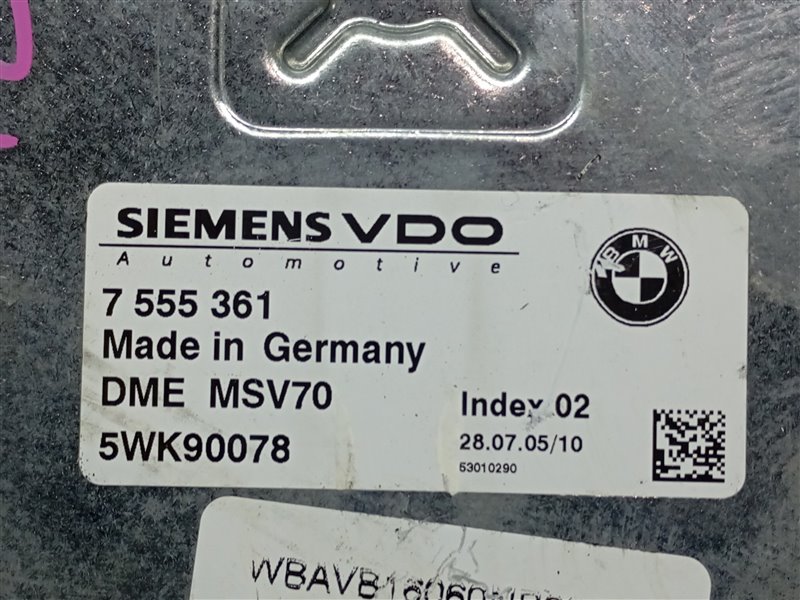 SIEMENS VDO
Automotive
BMW
7 555 361
Made in Germany
DME MSV70
Index 02
5WK90078
28.07.05/10
53010290